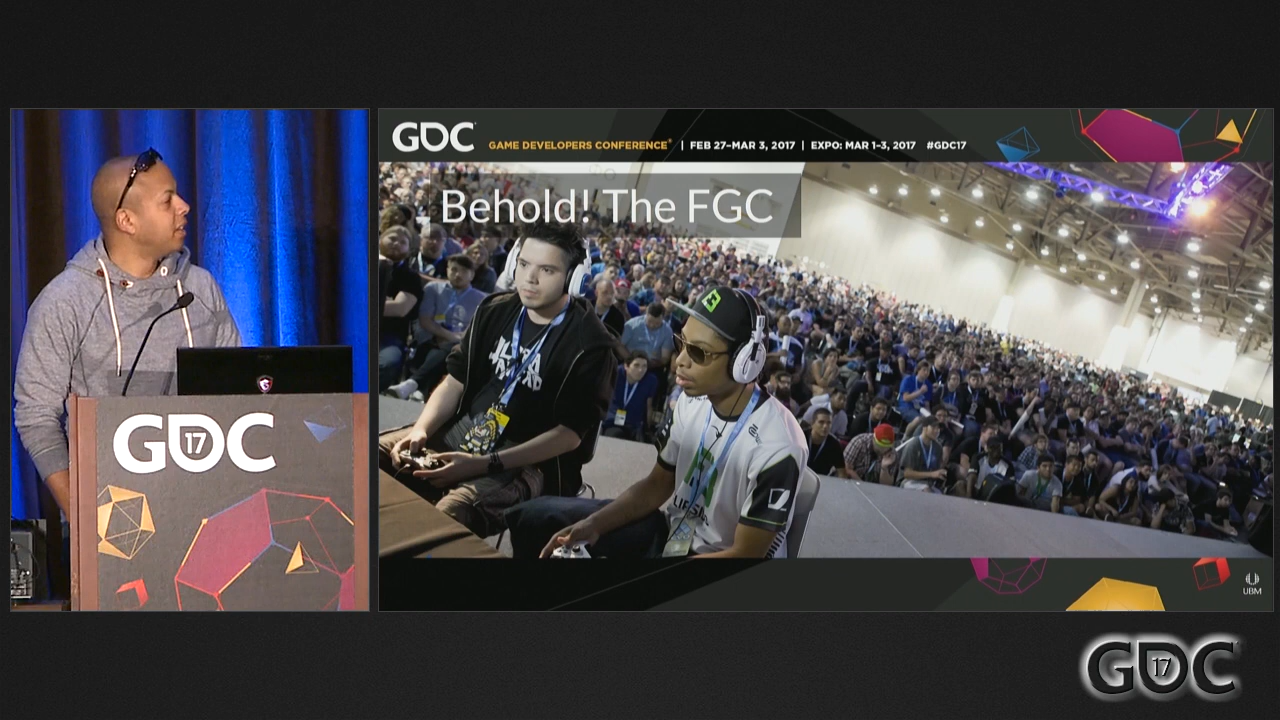 GDC
GAME DEVELOPERS CONFERENCE® | FEB 27–MAR 3, 2017 | EXPO: MAR 1-3, 2017 #GDC17
Behold! The FGC
GDC
17
UBM
GDC
17